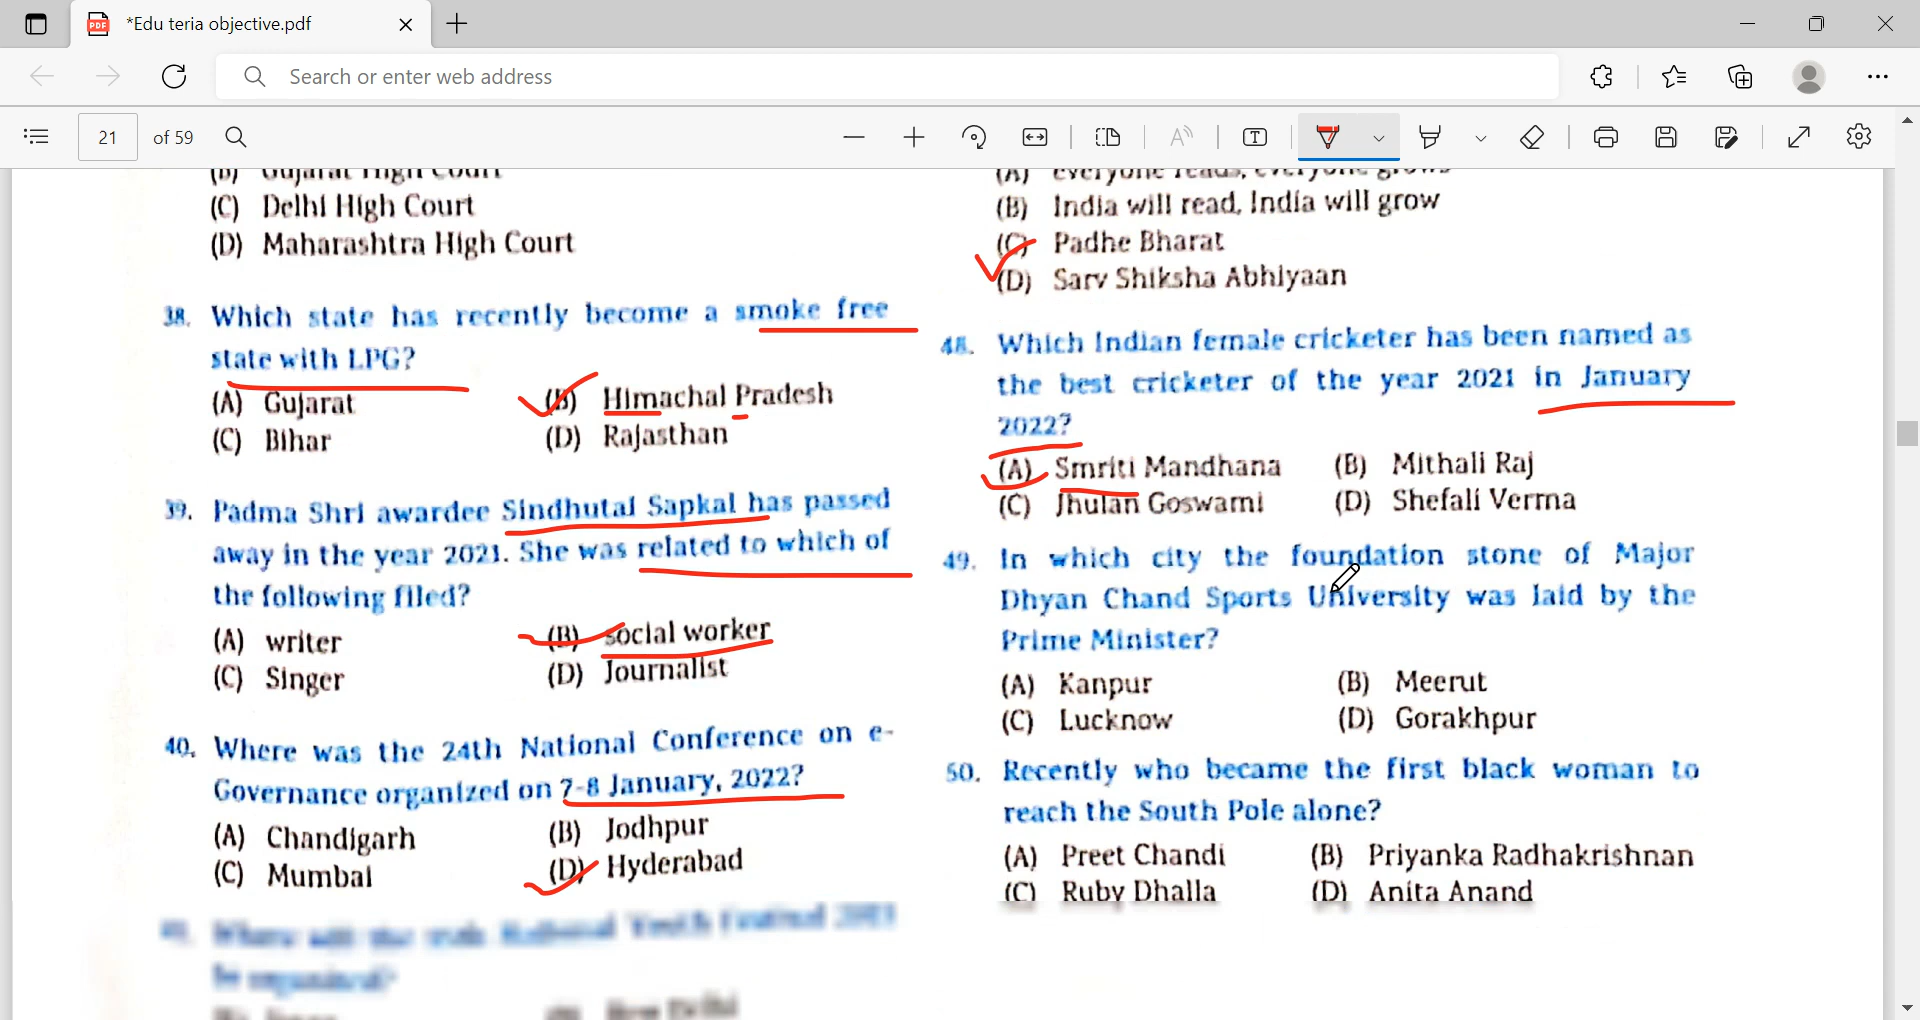 *Edu teria objective.pdf
Search or enter web address
21 of 59
(C) Delhi High Court
(D) Maharashtra High Court
38. Which state has recently become a smoke free
state with LPG?
(A) Gujarat (B) Himachal Pradesh
(C) Bihar (D) Rajasthan
39. Padma Shri awardee Sindhutai Sapkal has passed
away in the year 2021. She was related to which of
the following filed?
(A) writer (B) social worker
(C) Singer (D) Journalist
40. Where was the 24th National Conference on e-
Governance organized on 7-8 January, 2022?
(A) Chandigarh (B) Jodhpur
(C) Mumbai (D) Hyderabad
(A) everyone reads, everyone grows
(B) India will read, India will grow
(C) Padhe Bharat
(D) Sarv Shiksha Abhiyaan
48. Which Indian female cricketer has been named as
the best cricketer of the year 2021 in January
2022?
(A) Smriti Mandhana (B) Mithali Raj
(C) Jhulan Goswami (D) Shefali Verma
49. In which city the foundation stone of Major
Dhyan Chand Sports University was laid by the
Prime Minister?
(A) Kanpur (B) Meerut
(C) Lucknow (D) Gorakhpur
50. Recently who became the first black woman to
reach the South Pole alone?
(A) Preet Chandi (B) Priyanka Radhakrishnan
(C) Ruby Dhalla (D) Anita Anand